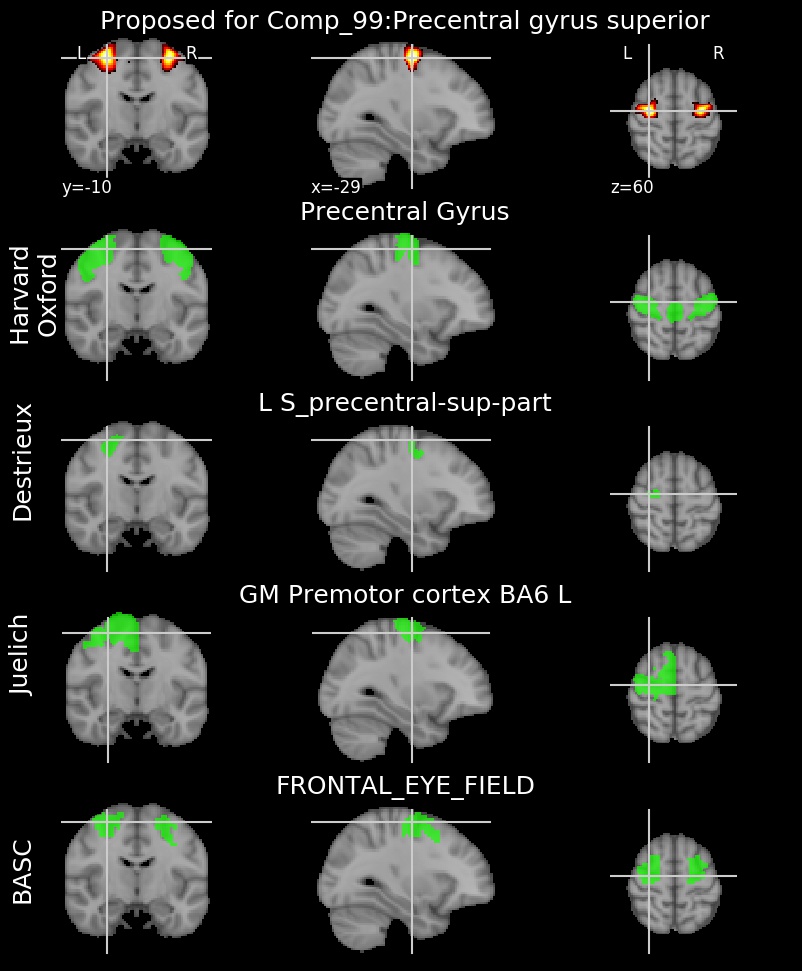 Proposed for Comp_99:Precentral gyrus superior
L R
L R
y=-10
x=-29
z=60
Precentral Gyrus
Harvard
Oxford
L S_precentral-sup-part
Destrieux
GM Premotor cortex BA6 L
Juelich
FRONTAL_EYE_FIELD
BASC